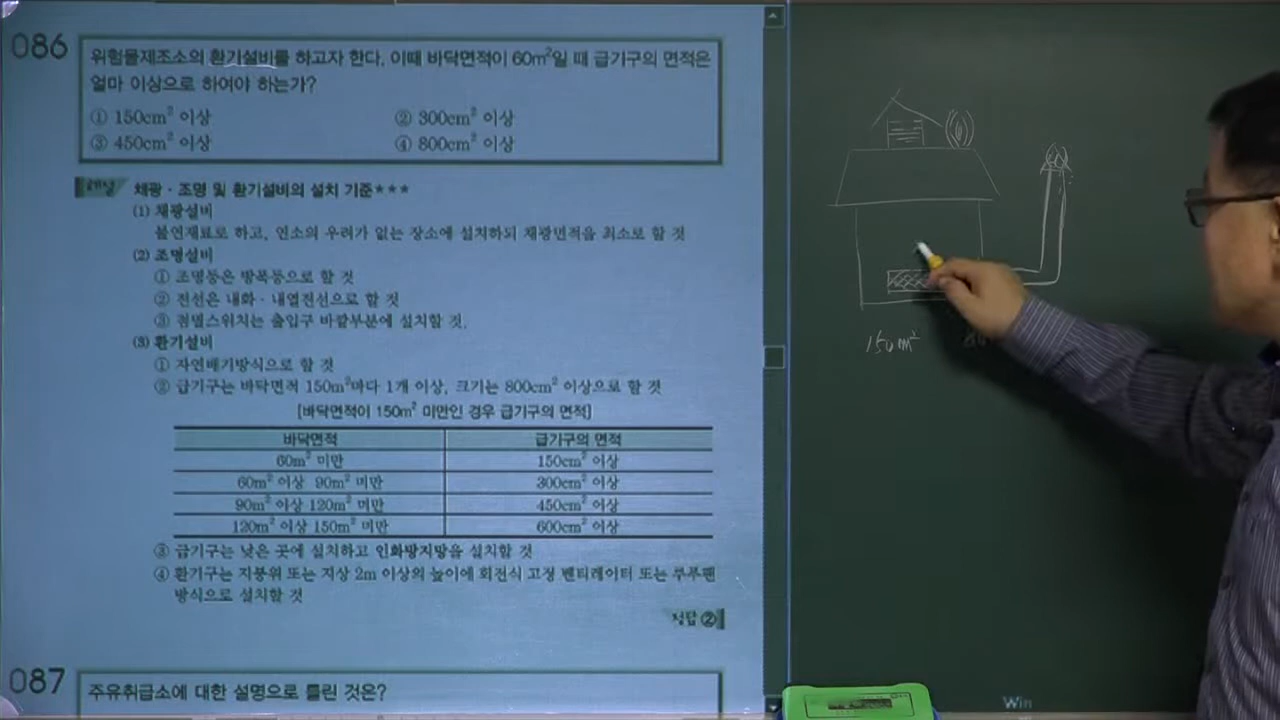 086
위험물제조소의 환기설비를 하고자 한다. 이때 바닥면적이 60m²일 때 급기구의 면적은
얼마 이상으로 하여야 하는가?
① 150cm² 이상 ② 300cm² 이상
③ 450cm² 이상 ④ 800cm² 이상
해설 채광·조명 및 환기설비의 설치 기준★★★
(1) 채광설비
불연재료로 하고, 연소의 우려가 없는 장소에 설치하되 채광면적을 최소로 할 것
(2) 조명설비
① 조명등은 방폭등으로 할 것
② 전선은 내화·내열전선으로 할 것
③ 점멸스위치는 출입구 바깥부분에 설치할 것.
(3) 환기설비
① 자연배기방식으로 할 것
② 급기구는 바닥면적 150m²마다 1개 이상, 크기는 800cm² 이상으로 할 것
[바닥면적이 150m² 미만인 경우 급기구의 면적]
바닥면적 급기구의 면적
60m² 미만 150cm² 이상
60m² 이상 90m² 미만 300cm² 이상
90m² 이상 120m² 미만 450cm² 이상
120m² 이상 150m² 미만 600cm² 이상
③ 급기구는 낮은 곳에 설치하고 인화방지망을 설치할 것
④ 환기구는 지붕위 또는 지상 2m 이상의 높이에 회전식 고정 벤티레이터 또는 루푸팬
방식으로 설치할 것
정답 ②
087
주유취급소에 대한 설명으로 틀린 것은?
150m²
Win